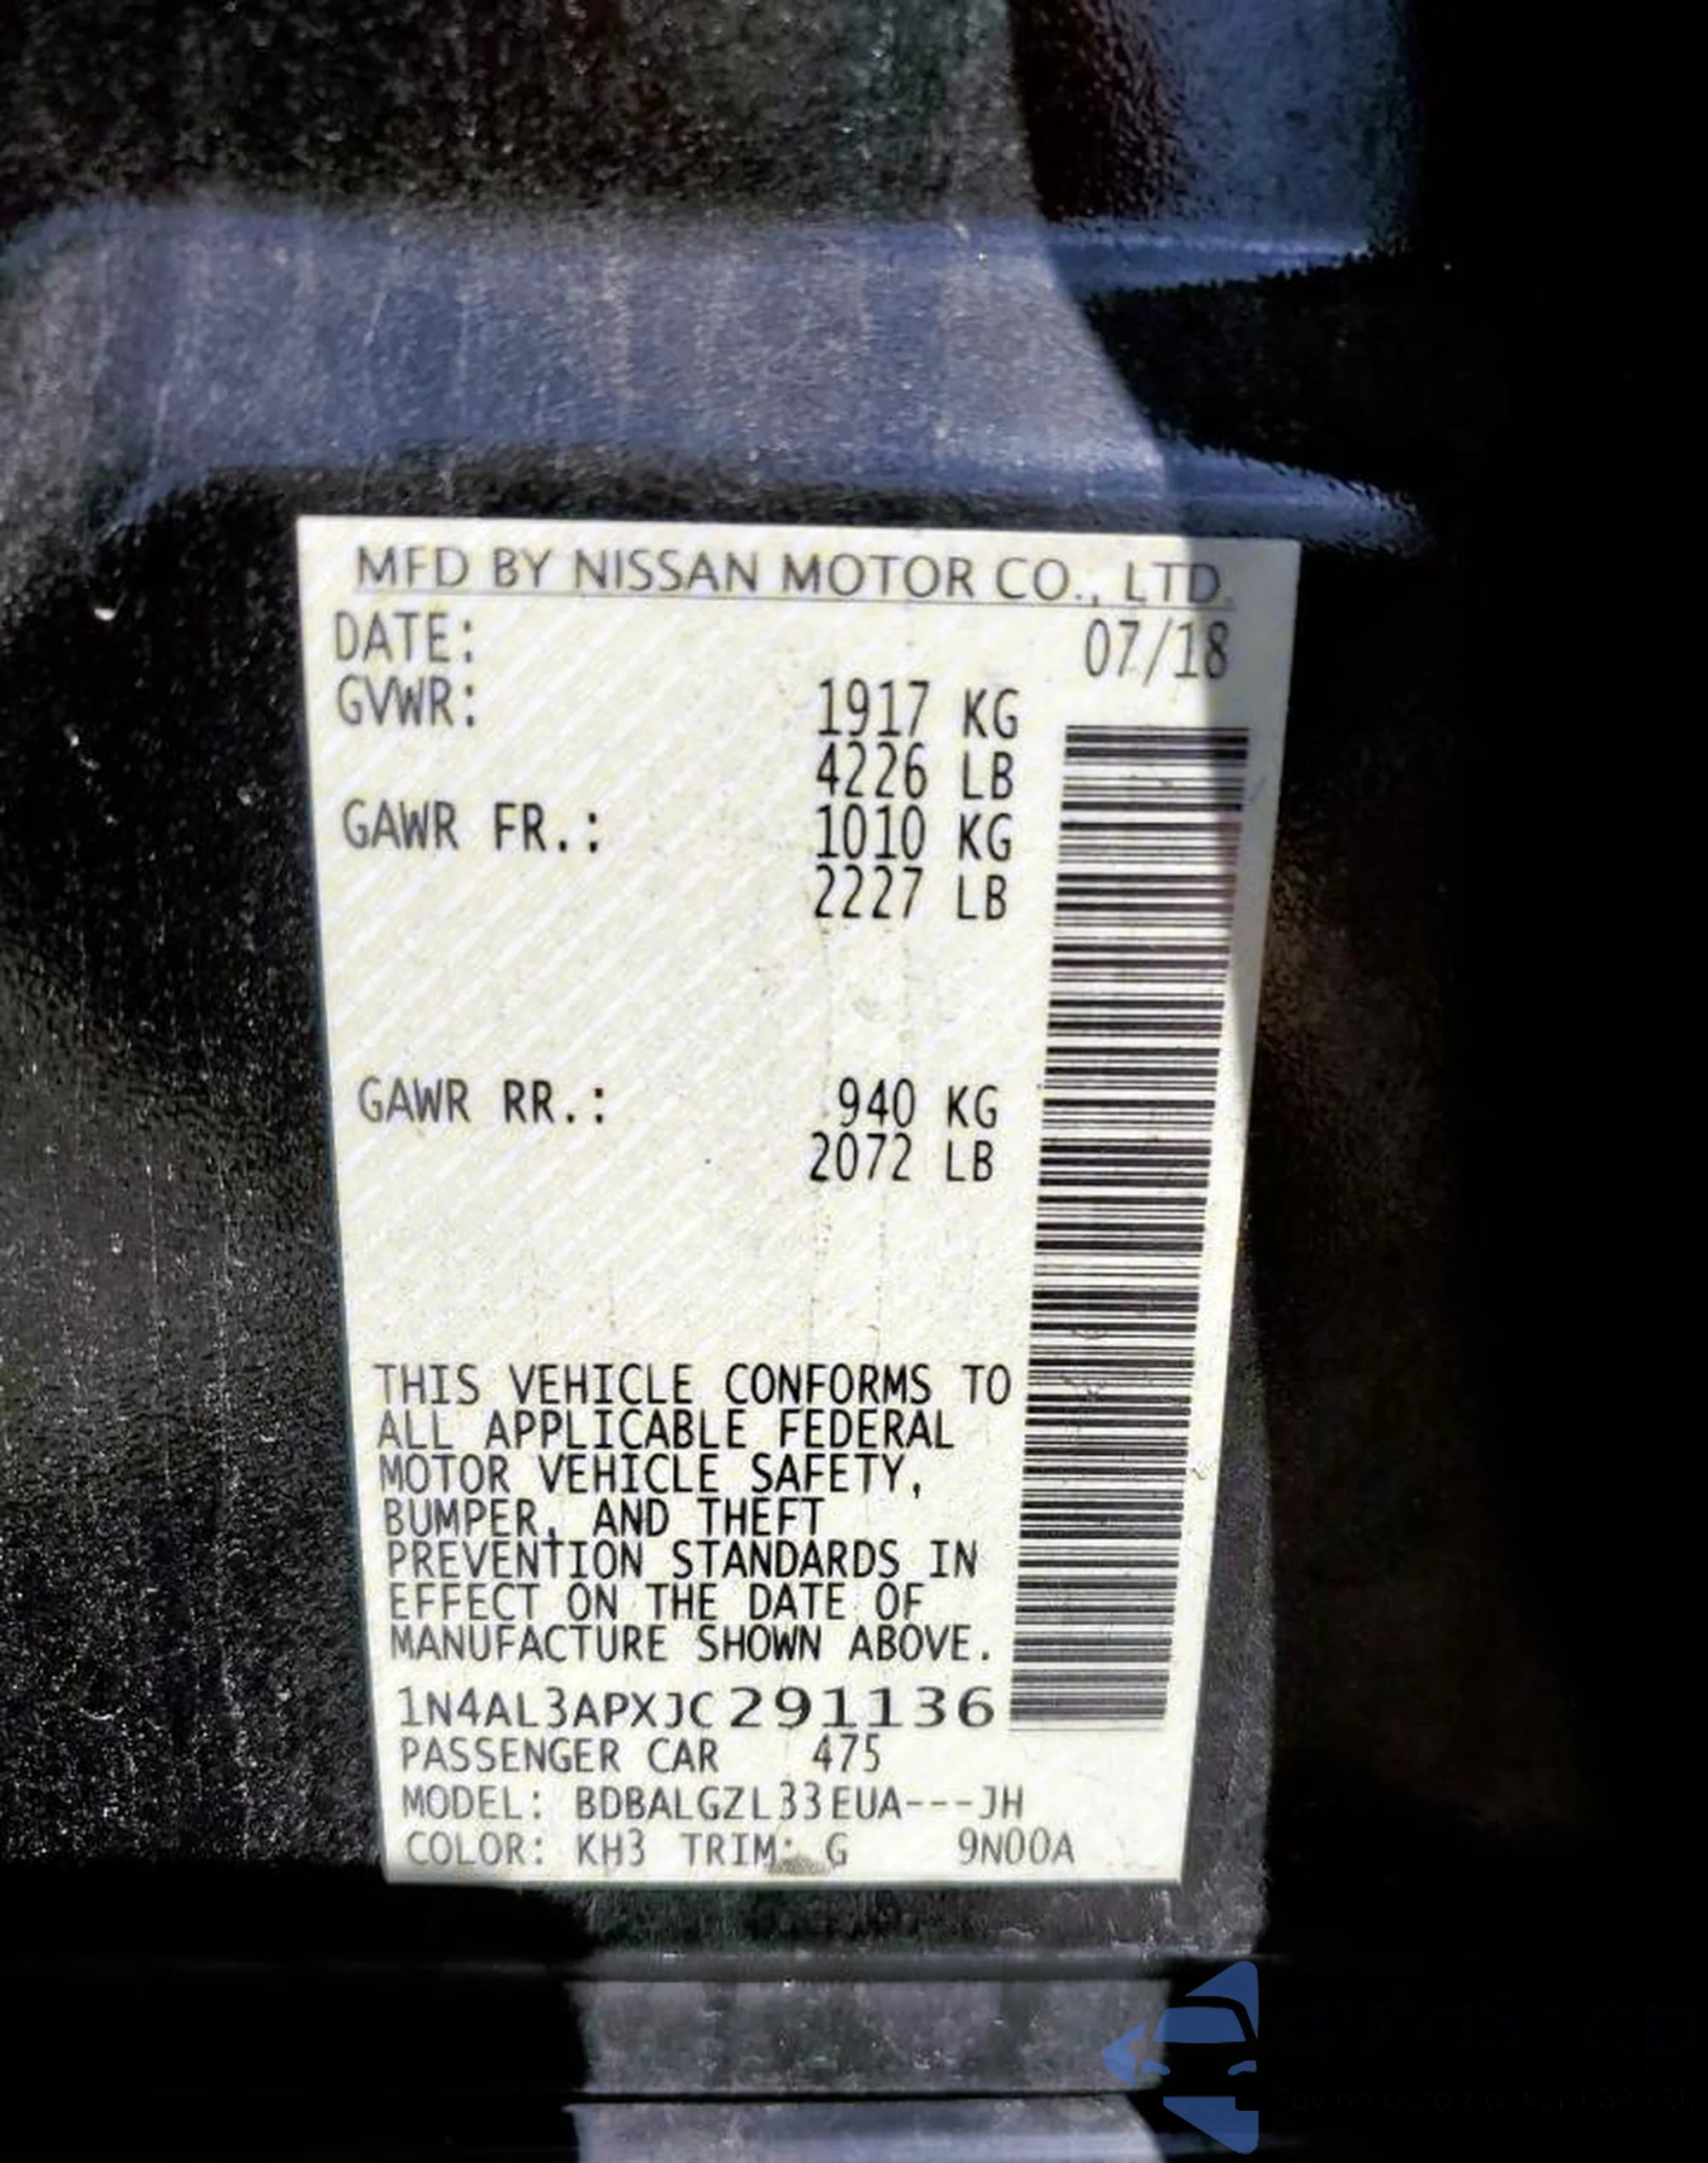 MFD BY NISSAN MOTOR CO., LTD.
DATE: 07/18
GVWR: 1917 KG
4226 LB
GAWR FR.: 1010 KG
2227 LB
GAWR RR.: 940 KG
2072 LB
THIS VEHICLE CONFORMS TO
ALL APPLICABLE FEDERAL
MOTOR VEHICLE SAFETY,
BUMPER, AND THEFT
PREVENTION STANDARDS IN
EFFECT ON THE DATE OF
MANUFACTURE SHOWN ABOVE.
1N4AL3APXJC291136
PASSENGER CAR 475
MODEL: BDBALGZL33EUA---JH
COLOR: KH3 TRIM: G 9N00A